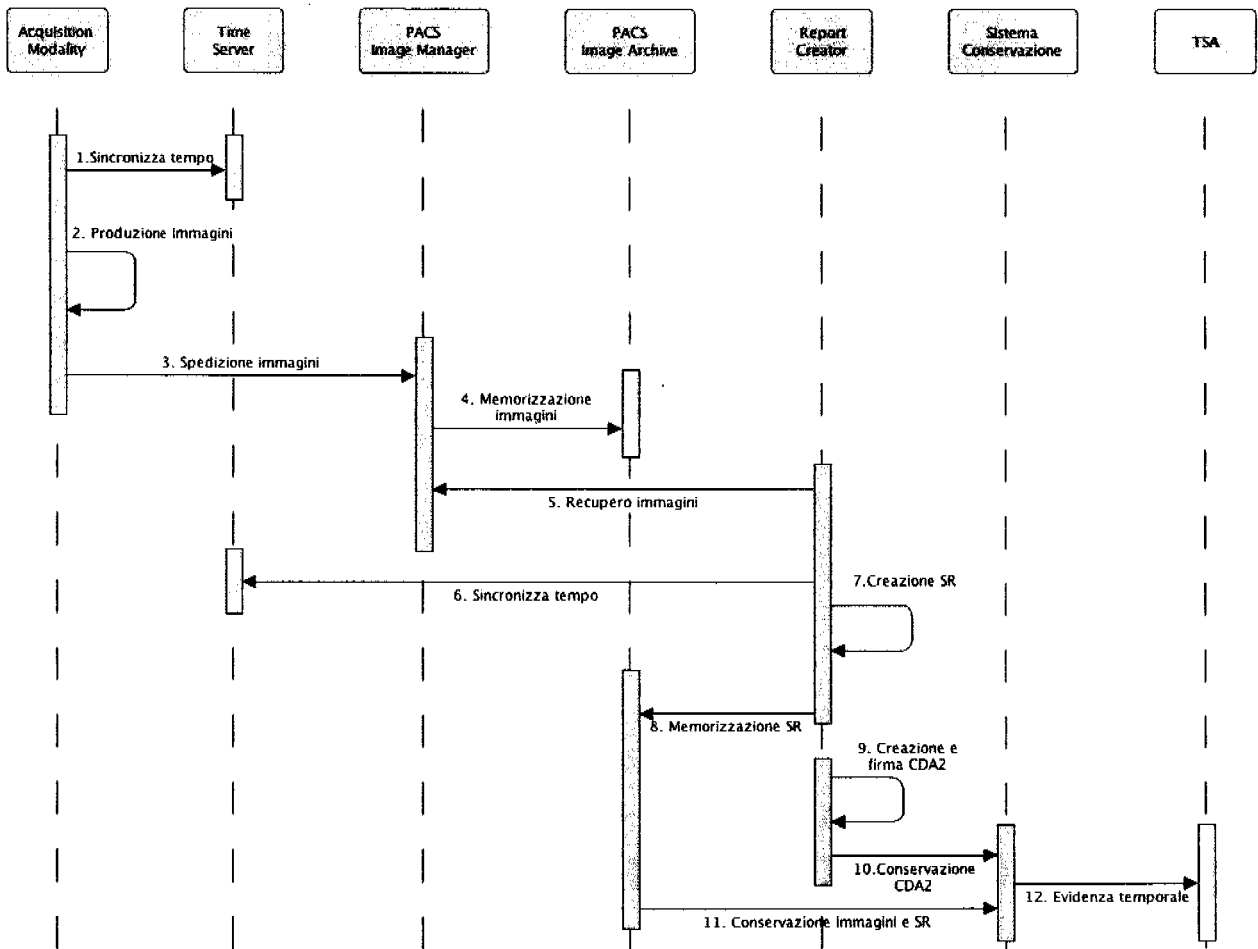 Acquisition
Modality
Time
Server
PACS
Image Manager
PACS
Image Archive
Report
Creator
Sistema
Conservazione
TSA
1.Sincronizza tempo
2. Produzione Immagini
3. Spedizione immagini
4. Memorizzazione
immagini
5. Recupero immagini
6. Sincronizza tempo
7.Creazione SR
8. Memorizzazione SR
9. Creazione e
firma CDA2
10.Conservazione
CDA2
11. Conservazione Immagini e SR
12. Evidenza temporale